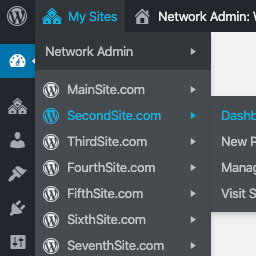 My Sites
Network Admin:
Network Admin
MainSite.com
SecondSite.com
ThirdSite.com
FourthSite.com
FifthSite.com
SixthSite.com
SeventhSite.com
Dashb
New P
Manag
Visit S